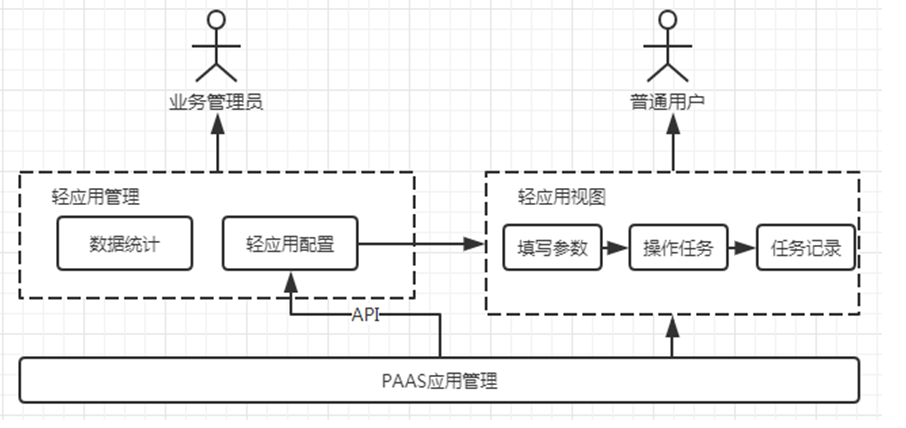 业务管理员
普通用户
轻应用管理
数据统计
轻应用配置
轻应用视图
填写参数
操作任务
任务记录
API
PAAS应用管理